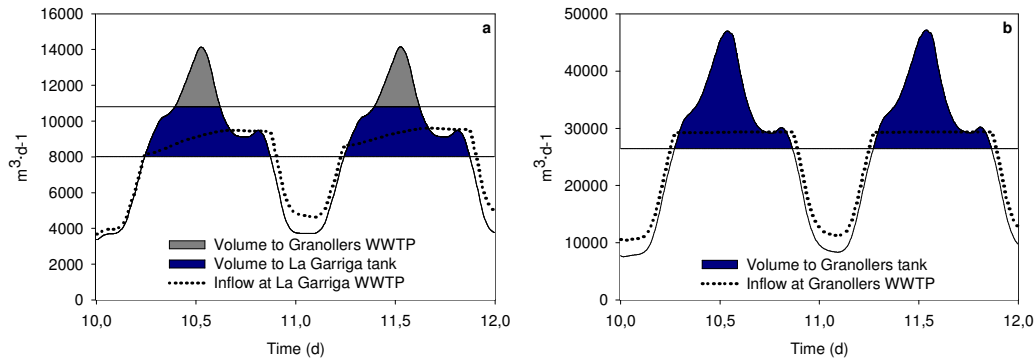 a
m³·d-1
16000
14000
12000
10000
8000
6000
4000
2000
0
Volume to Granollers WWTP
Volume to La Garriga tank
Inflow at La Garriga WWTP
10,0 10,5 11,0 11,5 12,0
Time (d)
b
m³·d-1
50000
40000
30000
20000
10000
0
Volume to Granollers tank
Inflow at Granollers WWTP
10,0 10,5 11,0 11,5 12,0
Time (d)